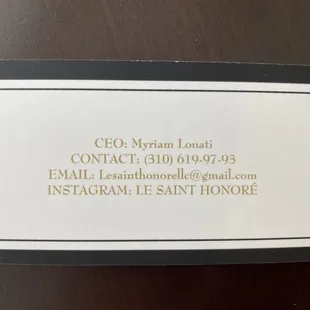 CEO: Myriam Louati
CONTACT: (310) 619-97-93
EMAIL: Lesainthonorellc@gmail.com
INSTAGRAM: LE SAINT HONORÉ